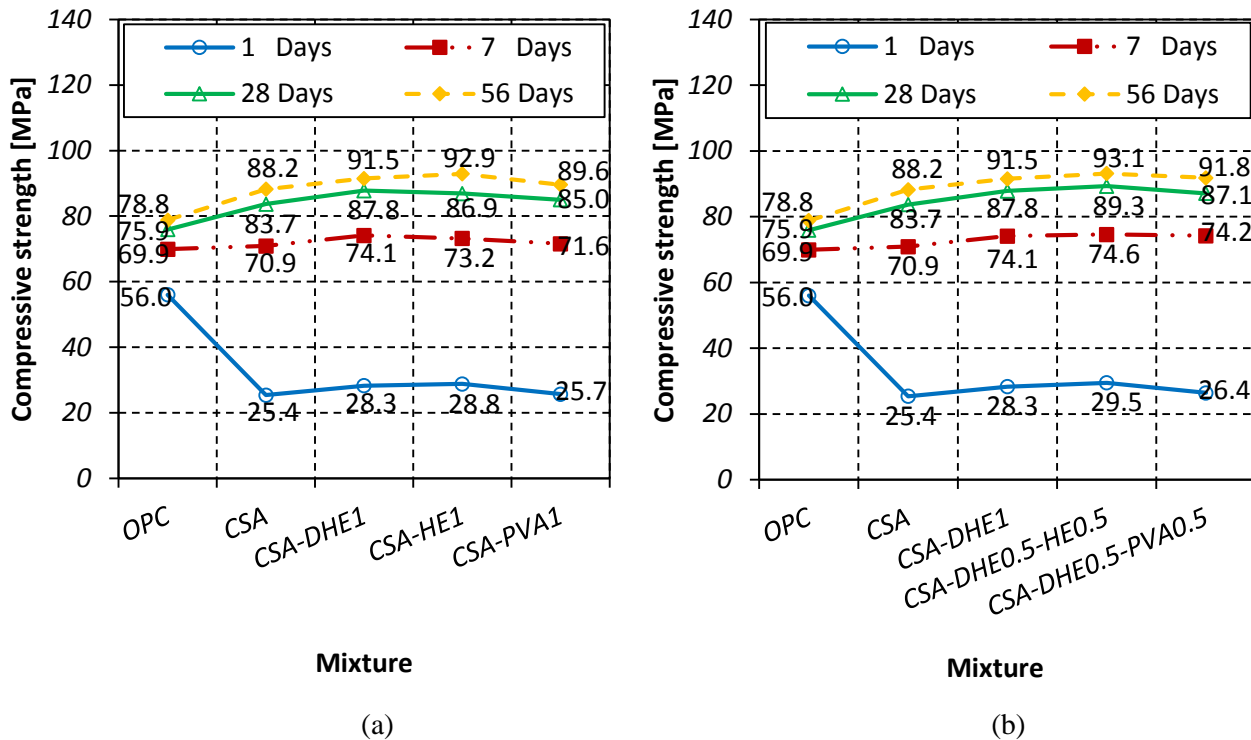 Compressive strength [MPa]
140
120
100
80
60
40
20
0
1 Days
7 Days
28 Days
56 Days
78.8
88.2
91.5
92.9
89.6
75.9
83.7
87.8
86.9
85.0
69.9
70.9
74.1
73.2
71.6
56.0
25.4
28.3
28.8
25.7
OPC
CSA
CSA-DHE1
CSA-HE1
CSA-PVA1
Mixture
(a)
Compressive strength [MPa]
140
120
100
80
60
40
20
0
1 Days
7 Days
28 Days
56 Days
78.8
88.2
91.5
93.1
91.8
75.9
83.7
87.8
89.3
87.1
69.9
70.9
74.1
74.6
74.2
56.0
25.4
28.3
29.5
26.4
OPC
CSA
CSA-DHE1
CSA-DHE0.5-HE0.5
CSA-DHE0.5-PVA0.5
Mixture
(b)